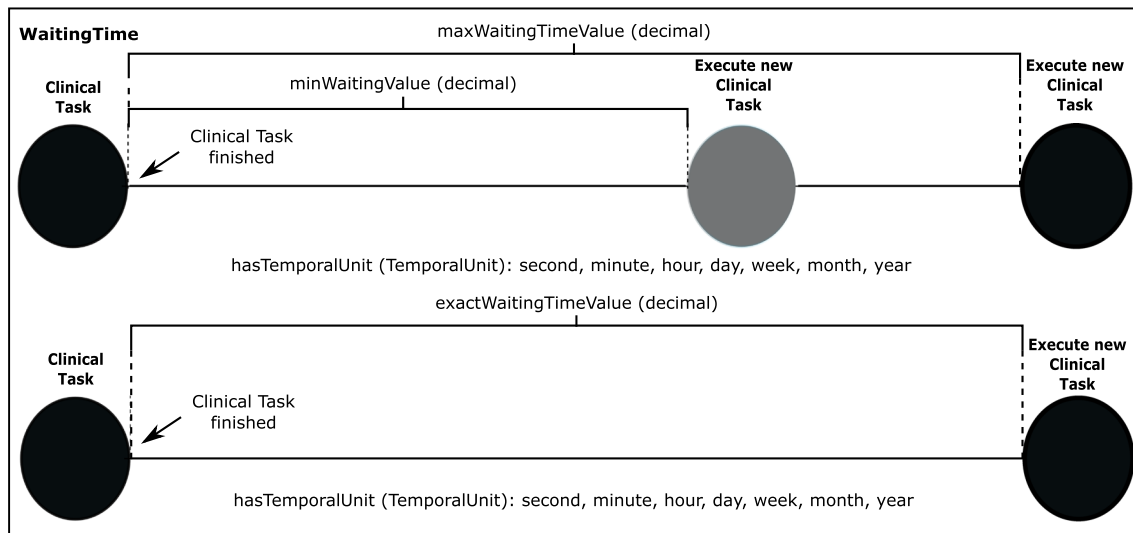 WaitingTime
maxWaitingTimeValue (decimal)
minWaitingValue (decimal)
Clinical
Task
Execute new
Clinical
Task
Execute new
Clinical
Task
Clinical Task
finished
hasTemporalUnit (TemporalUnit): second, minute, hour, day, week, month, year
exactWaitingTimeValue (decimal)
Clinical
Task
Execute new
Clinical
Task
Clinical Task
finished
hasTemporalUnit (TemporalUnit): second, minute, hour, day, week, month, year